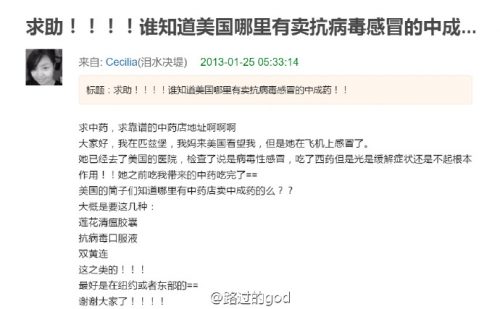 求助！！！！谁知道美国哪里有卖抗病毒感冒的中成...
来自: Cecilia(泪水决堤) 2013-01-25 05:33:14
标题：求助！！！！谁知道美国哪里有卖抗病毒感冒的中成药！！
求中药，求靠谱的中药店地址啊啊啊
大家好，我在匹兹堡，我妈来美国看望我，但是她在飞机上感冒了。
她已经去了美国的医院，检查了说是病毒性感冒，吃了西药但是光是缓解症状还是不起根本
作用！！她之前吃我带来的中药吃完了==
美国的筒子们知道哪里有中药店卖中成药的么？？
大概是要这几种：
莲花清瘟胶囊
抗病毒口服液
双黄连
这之类的！！！
最好是在纽约或者东部的==
谢谢大家了！！！！
@路过的god